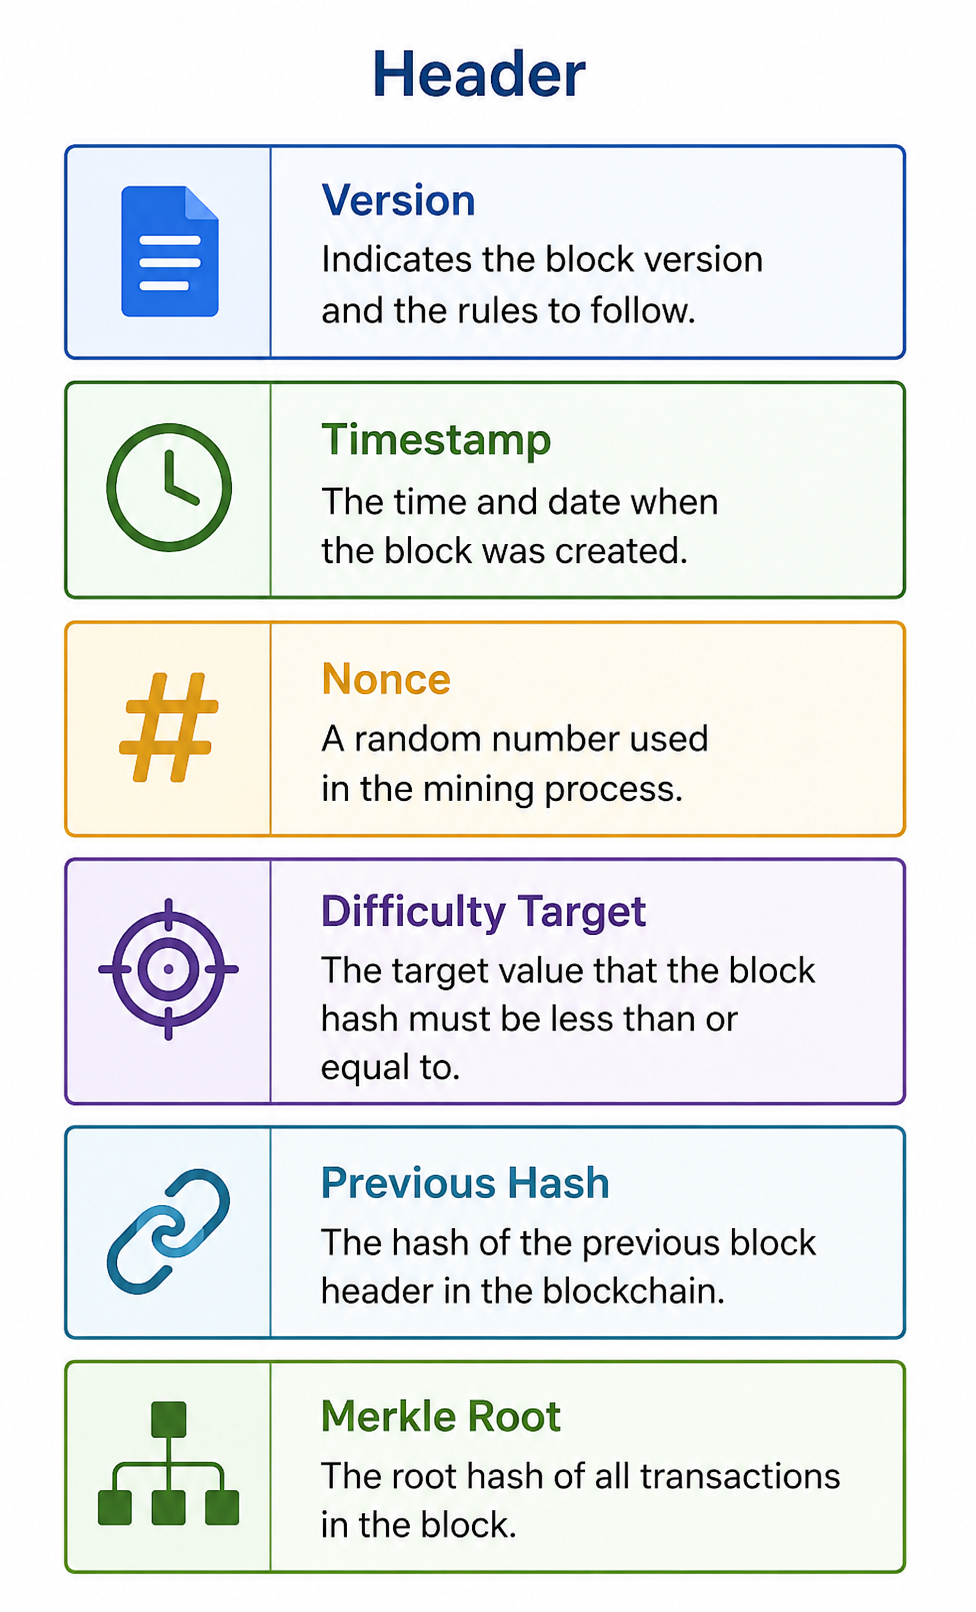 Header
Version
Indicates the block version
and the rules to follow.
Timestamp
The time and date when
the block was created.
#
Nonce
A random number used
in the mining process.
Difficulty Target
The target value that the block
hash must be less than or
equal to.
Previous Hash
The hash of the previous block
header in the blockchain.
Merkle Root
The root hash of all transactions
in the block.